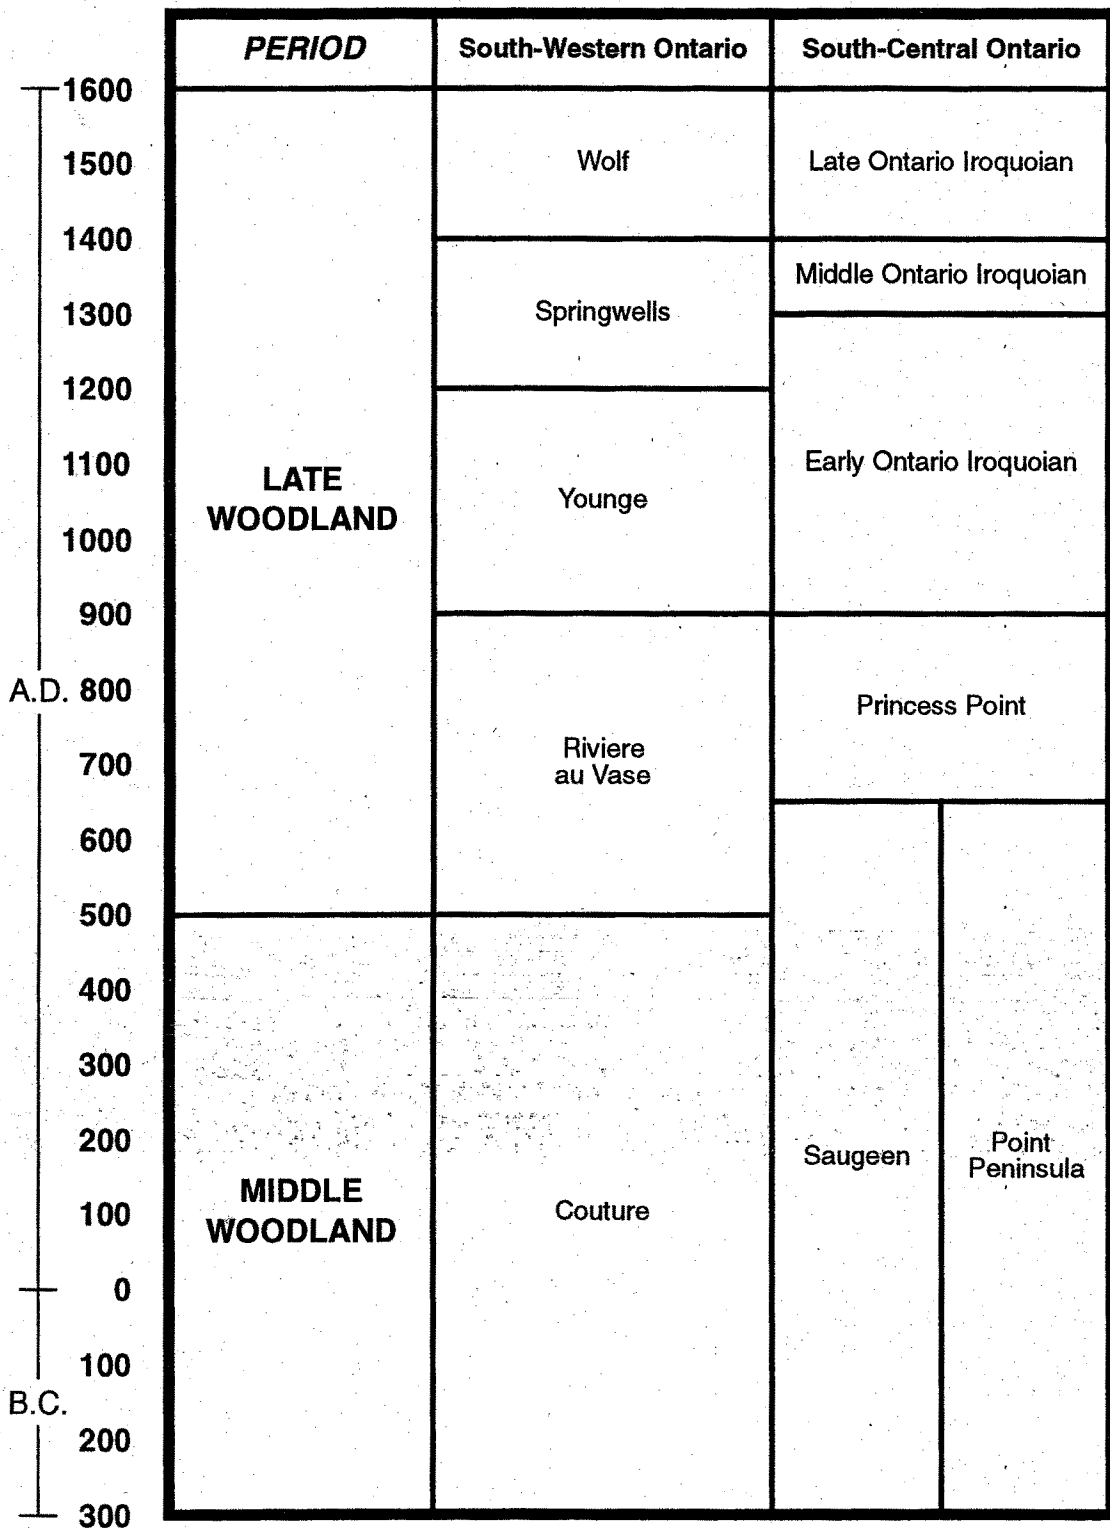 PERIOD South-Western Ontario South-Central Ontario
1600
1500 Wolf Late Ontario Iroquoian
1400
Middle Ontario Iroquoian
1300 Springwells
1200
1100 Early Ontario Iroquoian
LATE
WOODLAND
Younge
1000
900
A.D. 800
Princess Point
700
Riviere
au Vase
600
500
400
300
200
Saugeen
Point
Peninsula
MIDDLE
WOODLAND
100
Couture
0
100
B.C.
200
300